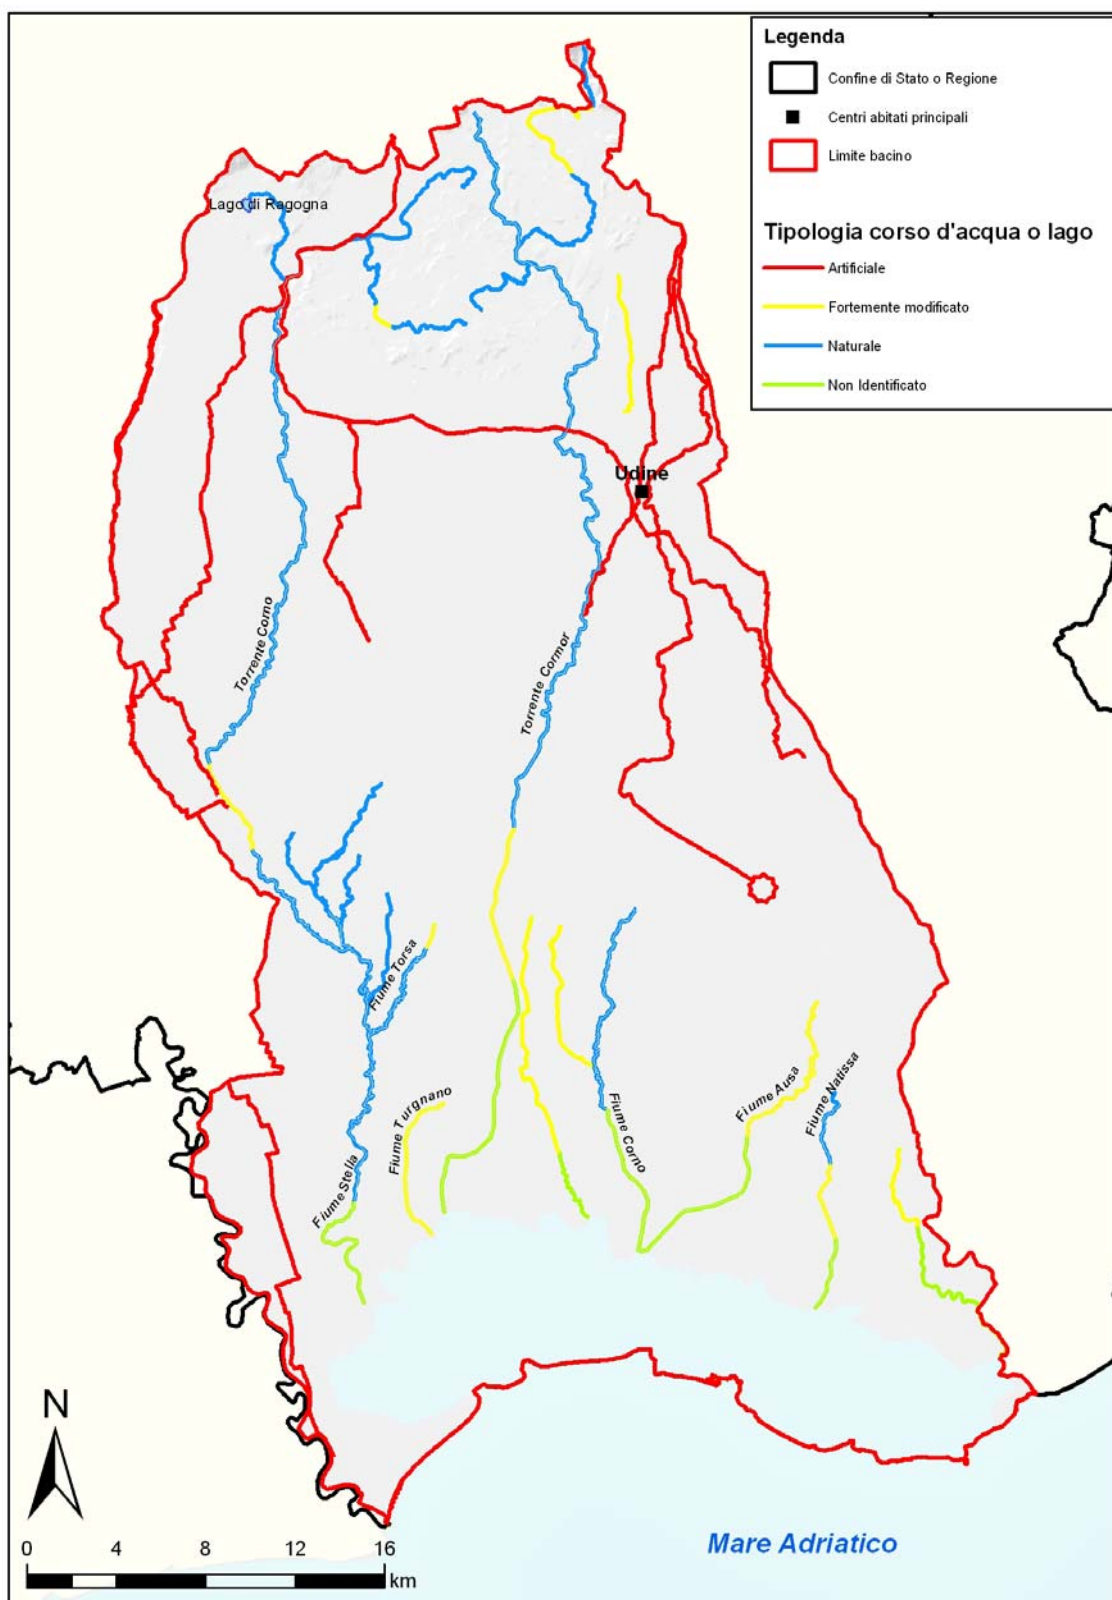 Legenda
Confine di Stato o Regione
Centri abitati principali
Limite bacino
Tipologia corso d'acqua o lago
Artificiale
Fortemente modificato
Naturale
Non Identificato
Lago di Ragogna
Udine
Torrente Corno
Torrente Cormor
Fiume Torsa
Fiume Turgnano
Fiume Stella
Fiume Corno
Fiume Ausa
Fiume Natissa
N
0 4 8 12 16
km
Mare Adriatico